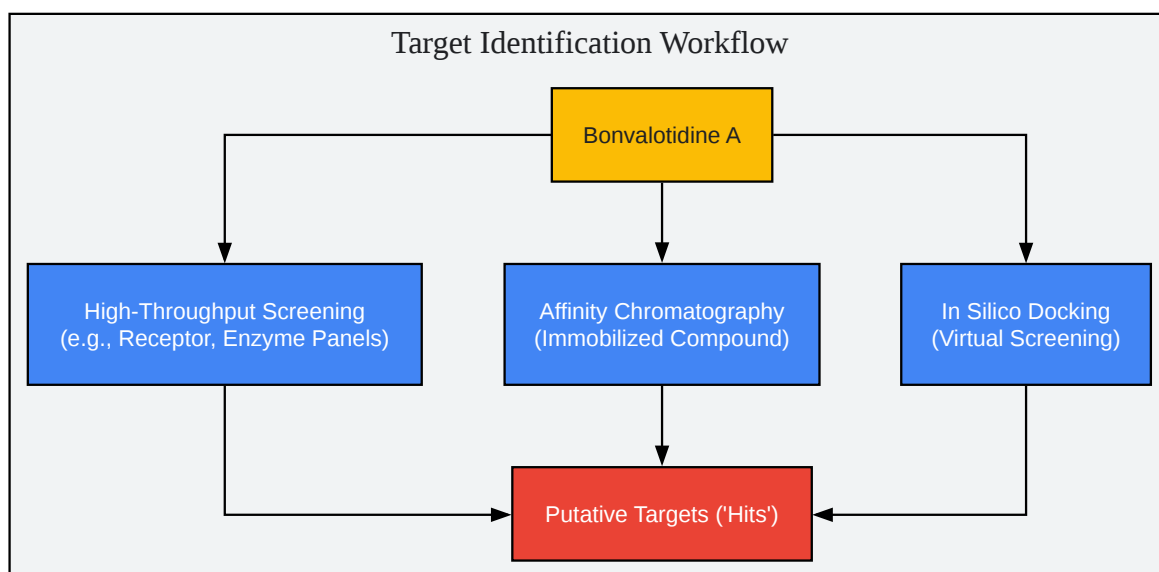 Target Identification Workflow
Bonvalotidine A
High-Throughput Screening
(e.g., Receptor, Enzyme Panels)
Affinity Chromatography
(Immobilized Compound)
In Silico Docking
(Virtual Screening)
Putative Targets ('Hits')